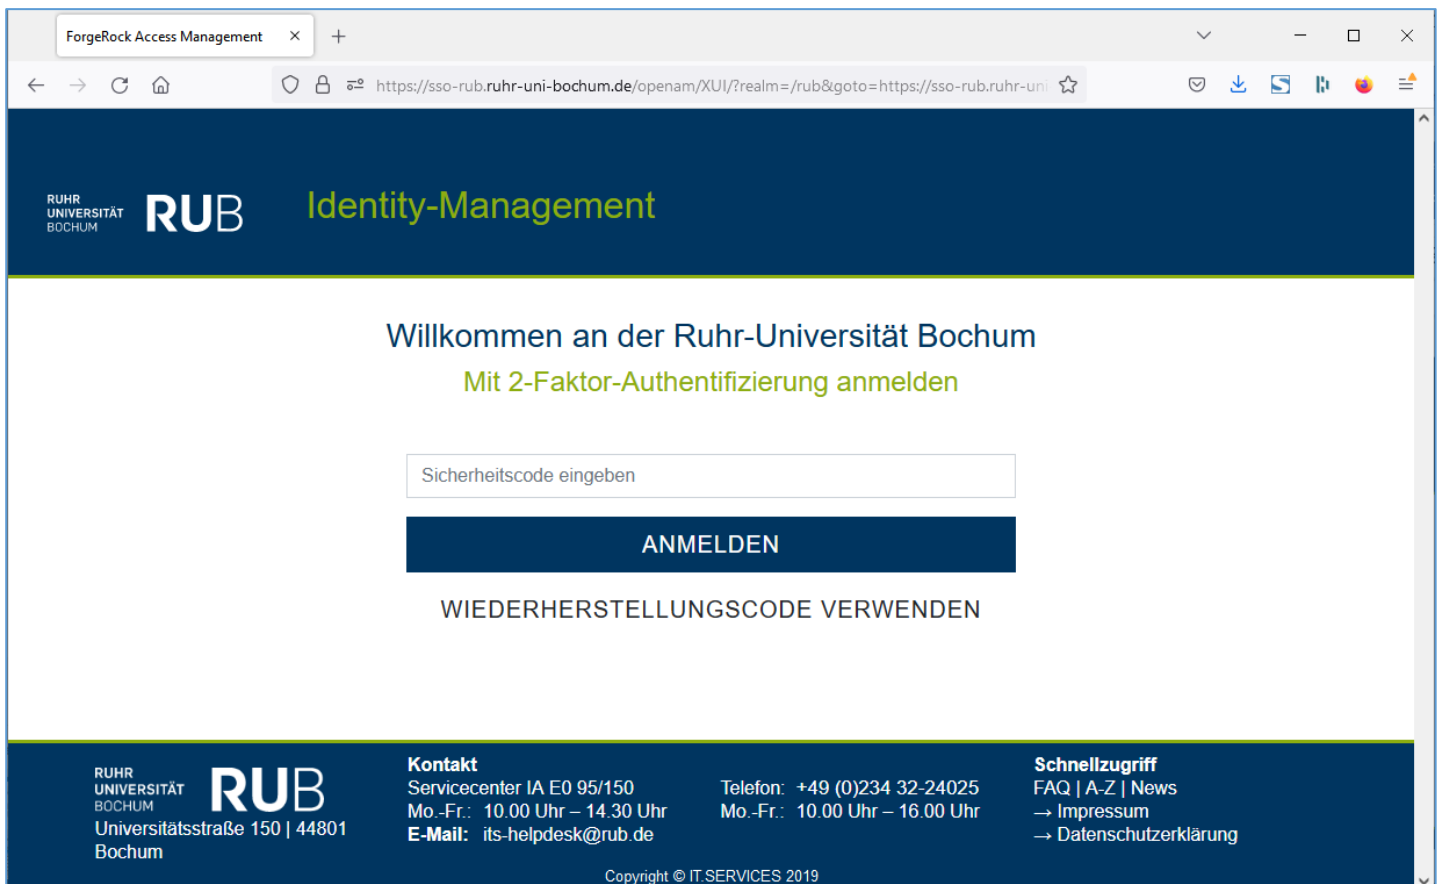 ForgeRock Access Management
https://sso-rub.ruhr-uni-bochum.de/openam/XUI/?realm=/rub&goto=https://sso-rub.ruhr-uni
RUHR
UNIVERSITÄT
BOCHUM
RUB
Identity-Management
Willkommen an der Ruhr-Universität Bochum
Mit 2-Faktor-Authentifizierung anmelden
Sicherheitscode eingeben
ANMELDEN
WIEDERHERSTELLUNGSCODE VERWENDEN
RUHR
UNIVERSITÄT
BOCHUM
RUB
Universitätsstraße 150 | 44801
Bochum
Kontakt
Servicecenter IA E0 95/150
Mo.-Fr.: 10.00 Uhr – 14.30 Uhr
E-Mail: its-helpdesk@rub.de
Telefon: +49 (0)234 32-24025
Mo.-Fr.: 10.00 Uhr – 16.00 Uhr
Schnellzugriff
FAQ | A-Z | News
→ Impressum
→ Datenschutzerklärung
Copyright © IT.SERVICES 2019